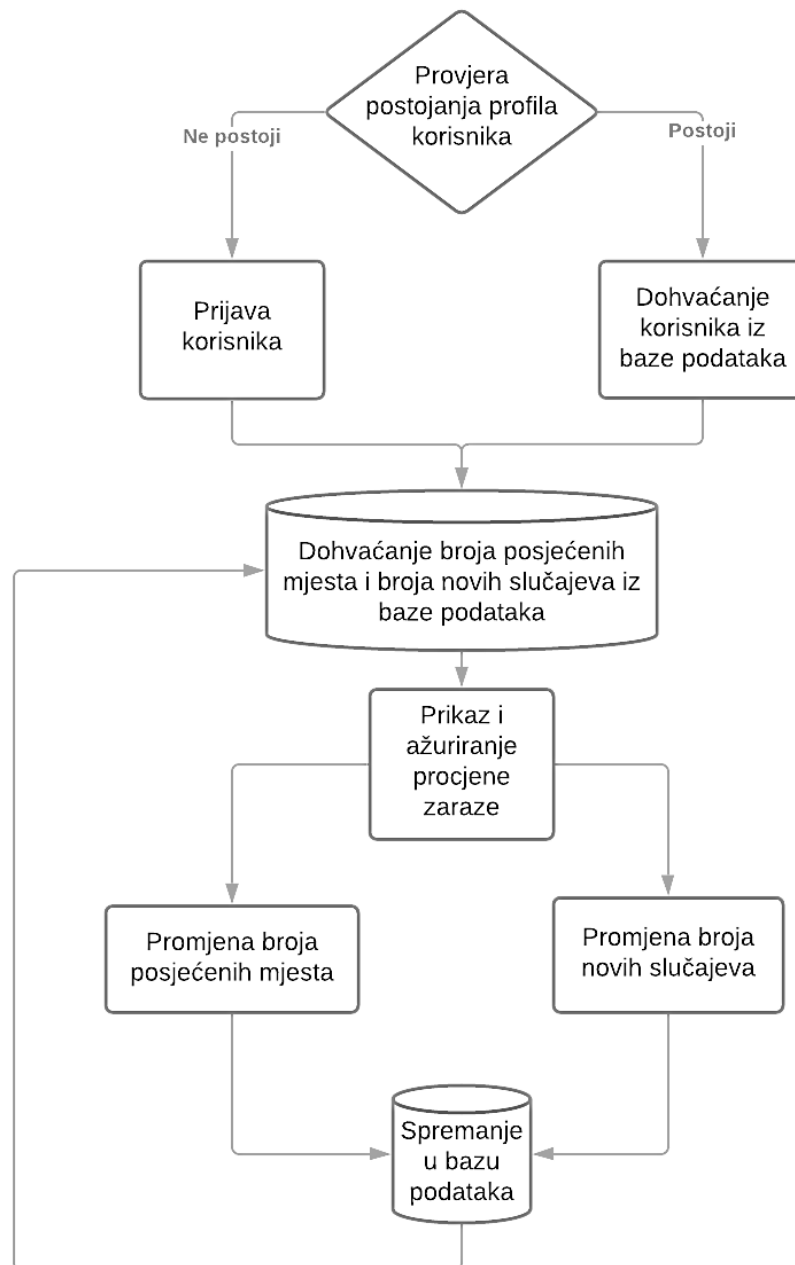 Provjera
postojanja profila
korisnika
Ne postoji
Postoji
Prijava
korisnika
Dohvaćanje
korisnika iz
baze podataka
Dohvaćanje broja posjećenih
mjesta i broja novih slučajeva iz
baze podataka
Prikaz i
ažuriranje
procjene
zaraze
Promjena broja
posjećenih mjesta
Promjena broja
novih slučajeva
Spremanje
u bazu
podataka